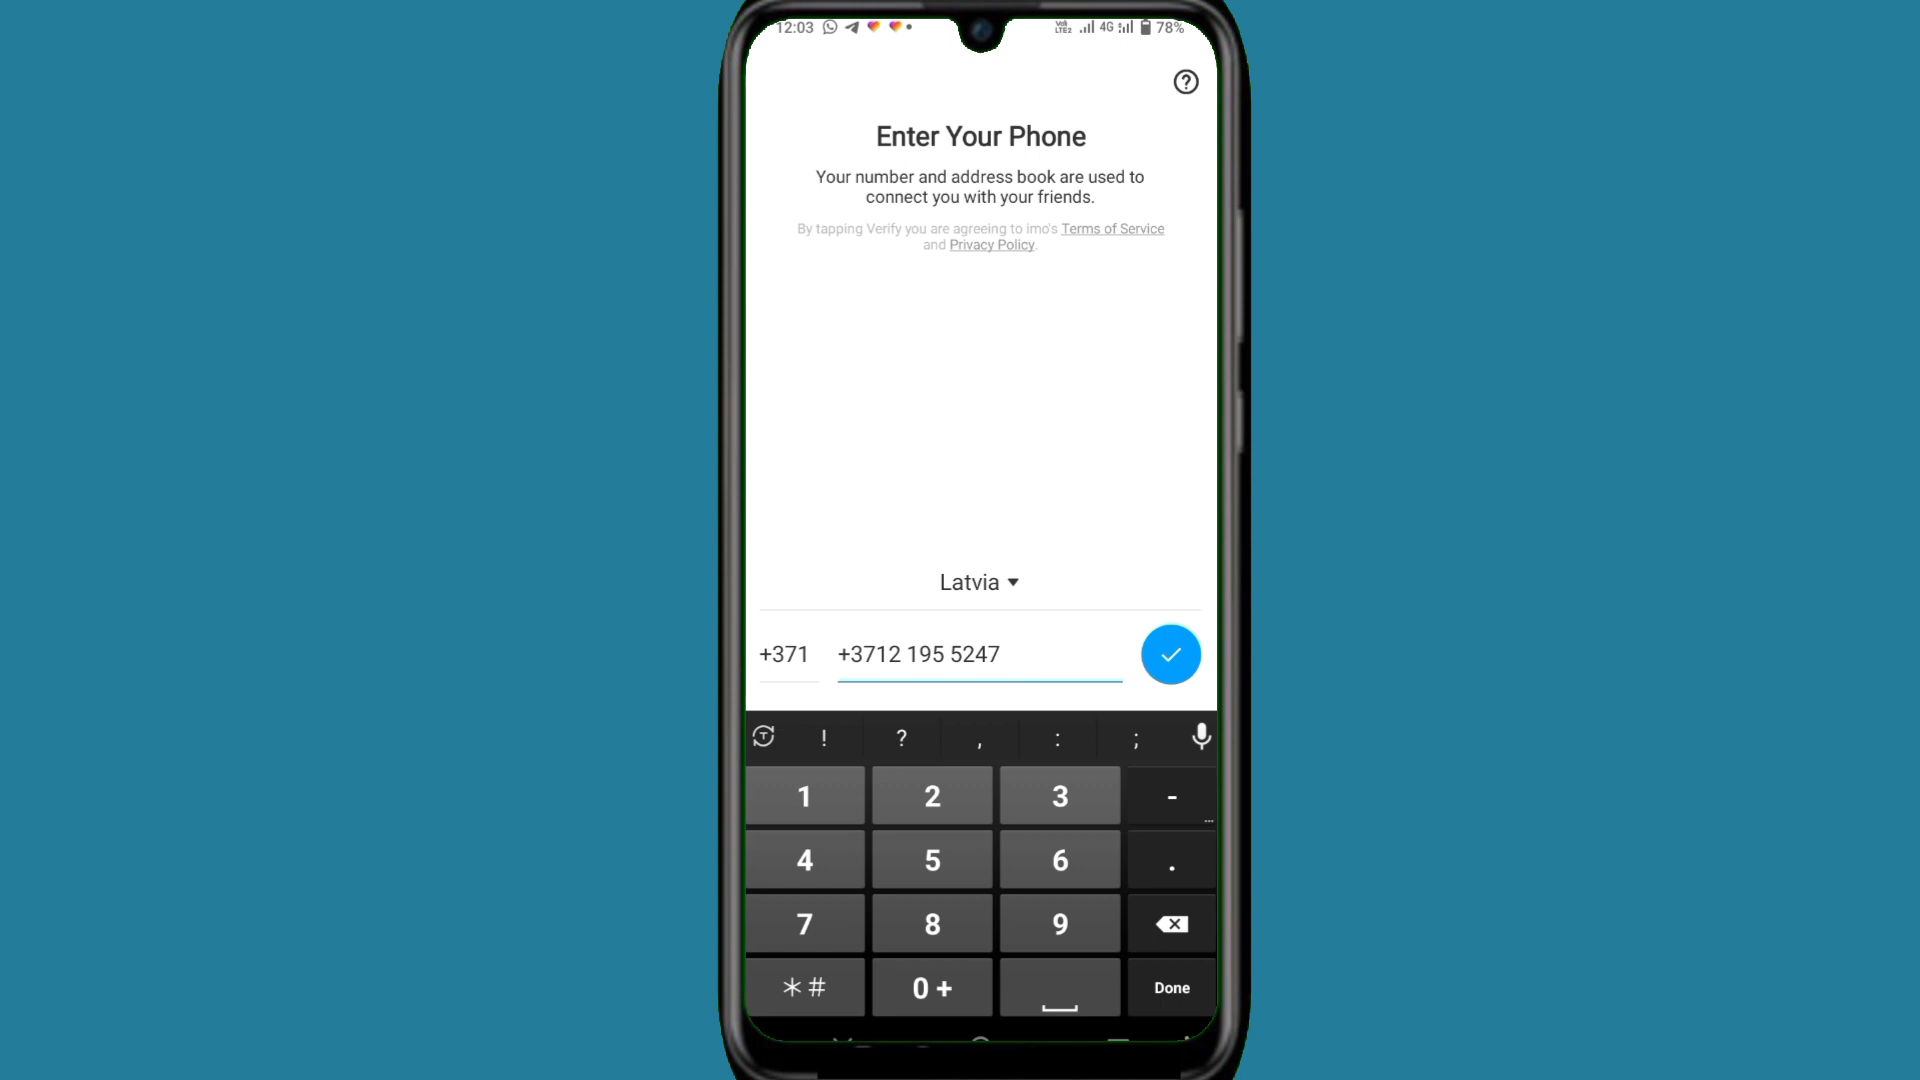 12:03 VoLTE2 4G 78%
Enter Your Phone
Your number and address book are used to
connect you with your friends.
By tapping Verify you are agreeing to imo's Terms of Service
and Privacy Policy.
Latvia
+371 +3712 195 5247
! ? , : ;
1 2 3 -
4 5 6 .
7 8 9
*# 0+ Done